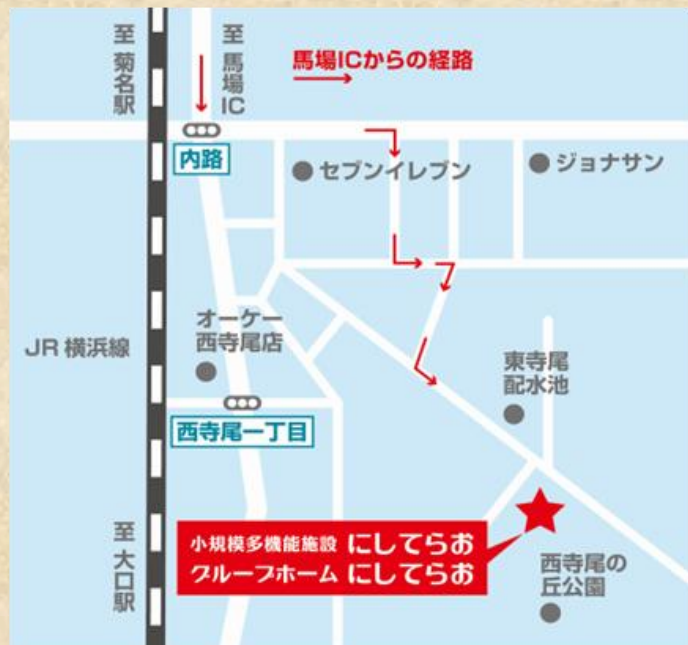 至
菊名駅
至
馬場IC
馬場ICからの経路
内路
セブンイレブン
ジョナサン
JR 横浜線
オーケー
西寺尾店
東寺尾
配水池
西寺尾一丁目
至
大口駅
小規模多機能施設 にしてらお
グループホーム にしてらお
西寺尾の
丘公園